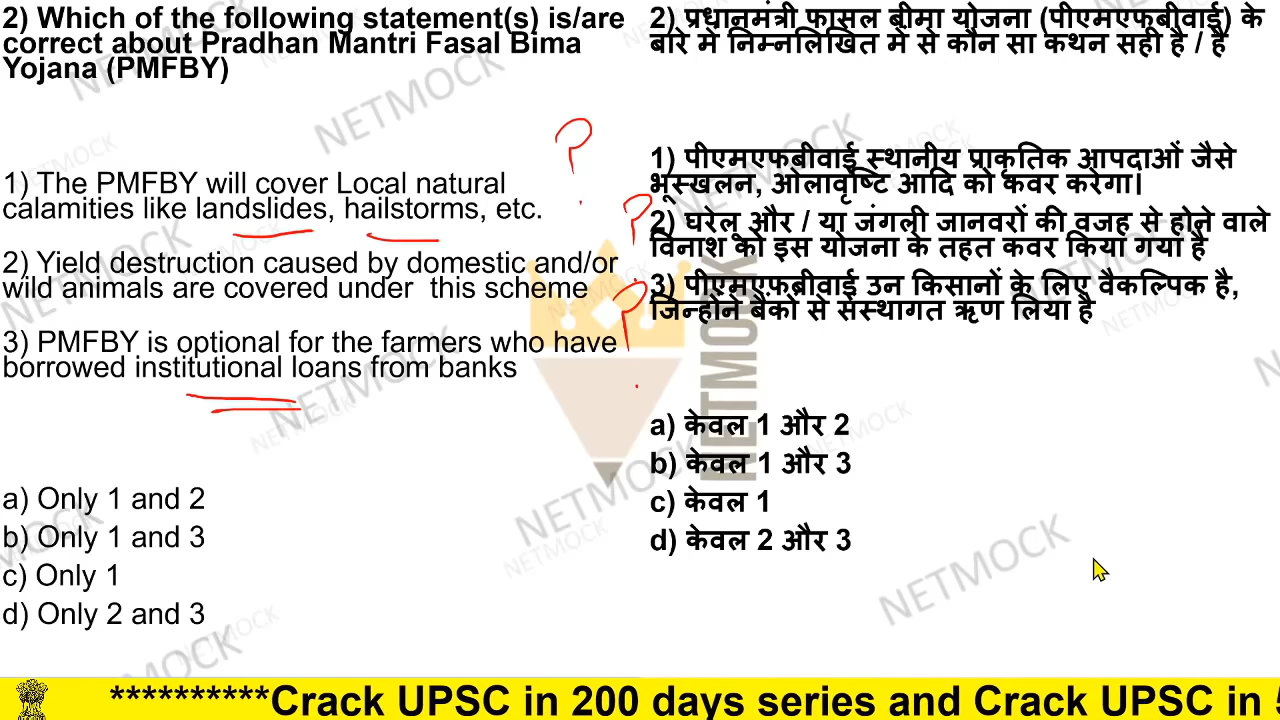 2) Which of the following statement(s) is/are
correct about Pradhan Mantri Fasal Bima
Yojana (PMFBY)
1) The PMFBY will cover Local natural
calamities like landslides, hailstorms, etc.
2) Yield destruction caused by domestic and/or
wild animals are covered under this scheme
3) PMFBY is optional for the farmers who have
borrowed institutional loans from banks
a) Only 1 and 2
b) Only 1 and 3
c) Only 1
d) Only 2 and 3
2) प्रधानमंत्री फासल बीमा योजना (पीएमएफबीवाई) के
बारे में निम्नलिखित में से कौन सा कथन सही है / हैं
1) पीएमएफबीवाई स्थानीय प्राकृतिक आपदाओं जैसे
भूस्खलन, ओलावृष्टि आदि को कवर करेगा।
2) घरेलू और / या जंगली जानवरों की वजह से होने वाले
विनाश को इस योजना के तहत कवर किया गया है
3) पीएमएफबीवाई उन किसानों के लिए वैकल्पिक है,
जिन्होंने बैंकों से संस्थागत ऋण लिया है
a) केवल 1 और 2
b) केवल 1 और 3
c) केवल 1
d) केवल 2 और 3
NETMOCK
**********Crack UPSC in 200 days series and Crack UPSC in 5